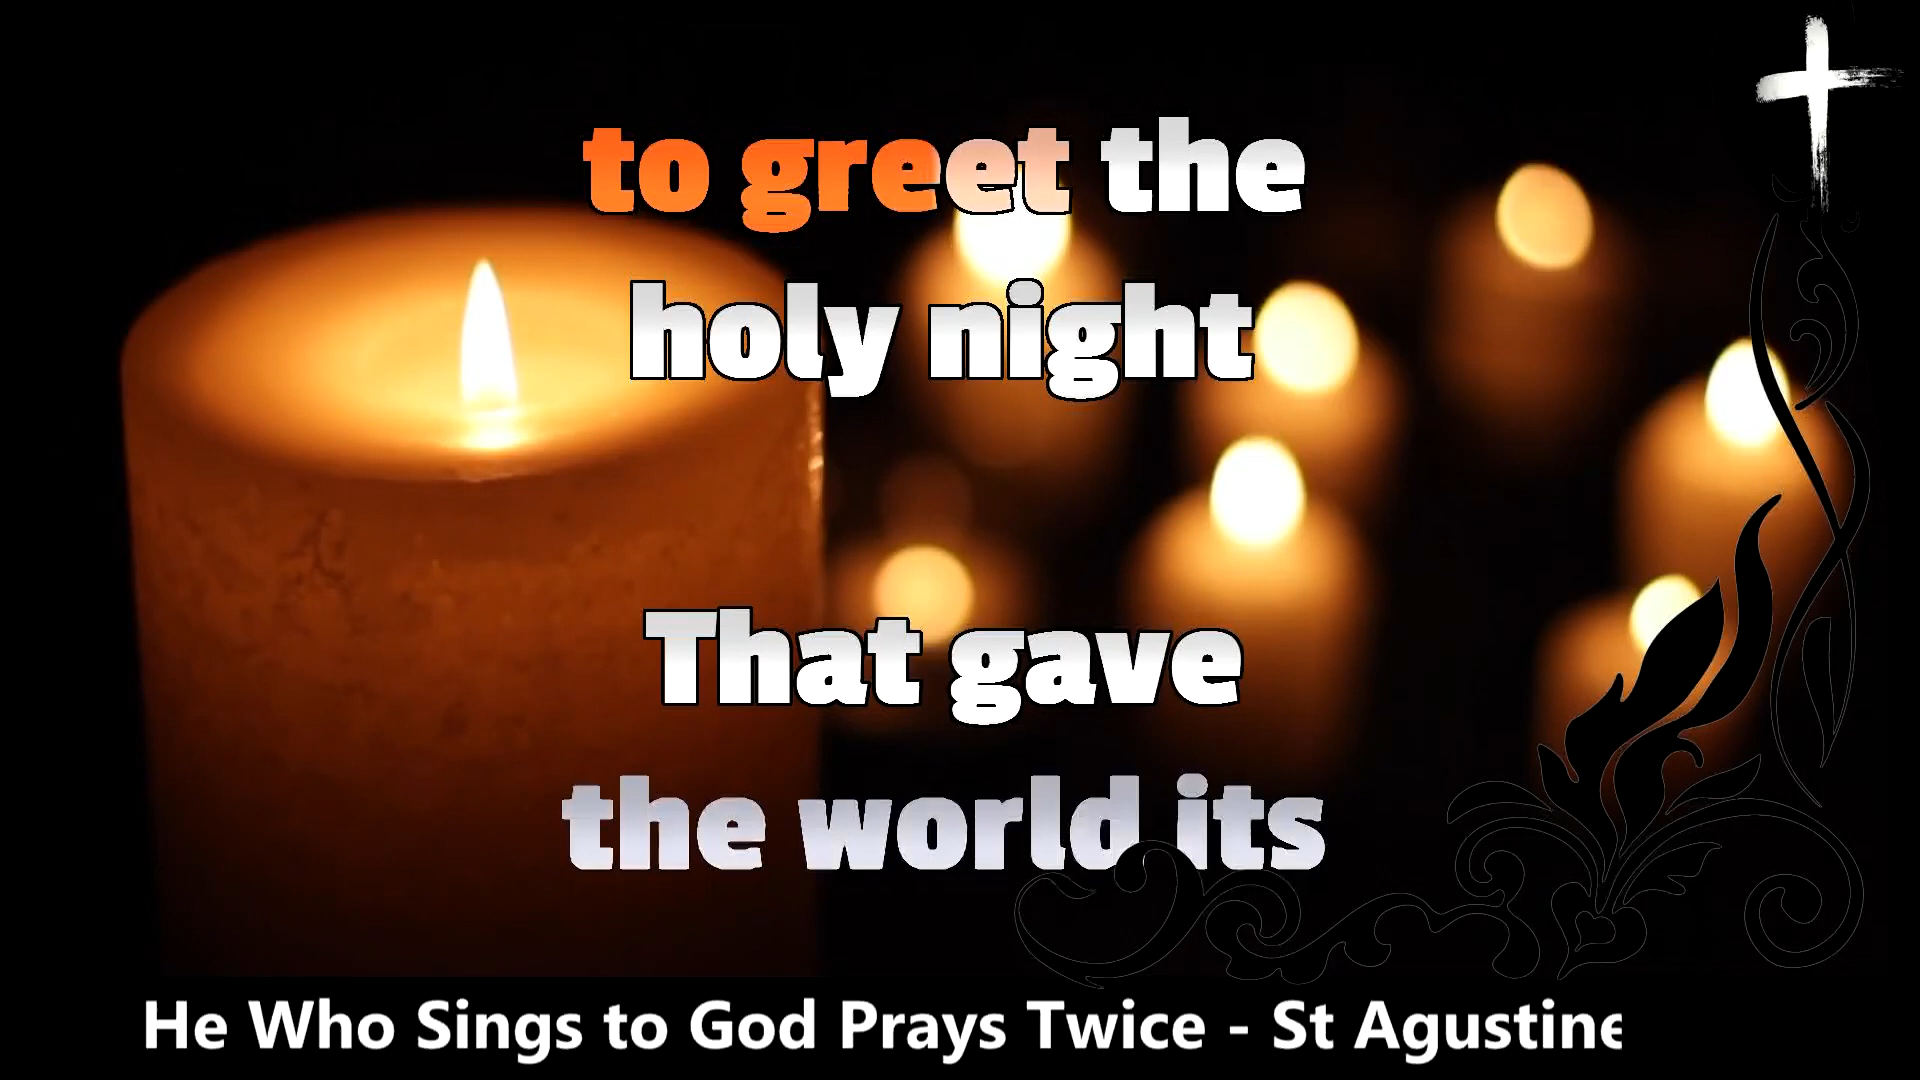 to greet the
holy night
That gave
the world its
He Who Sings to God Prays Twice - St Agustine